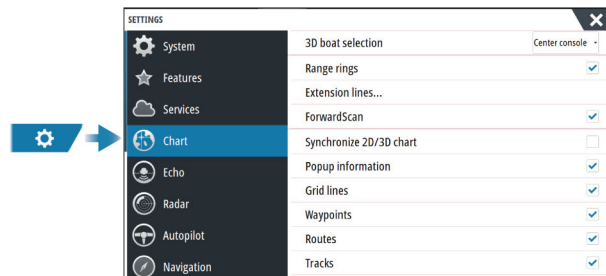 SETTINGS
System
Features
Services
Chart
Echo
Radar
Autopilot
Navigation
3D boat selection Center console
Range rings
Extension lines...
ForwardScan
Synchronize 2D/3D chart
Popup information
Grid lines
Waypoints
Routes
Tracks